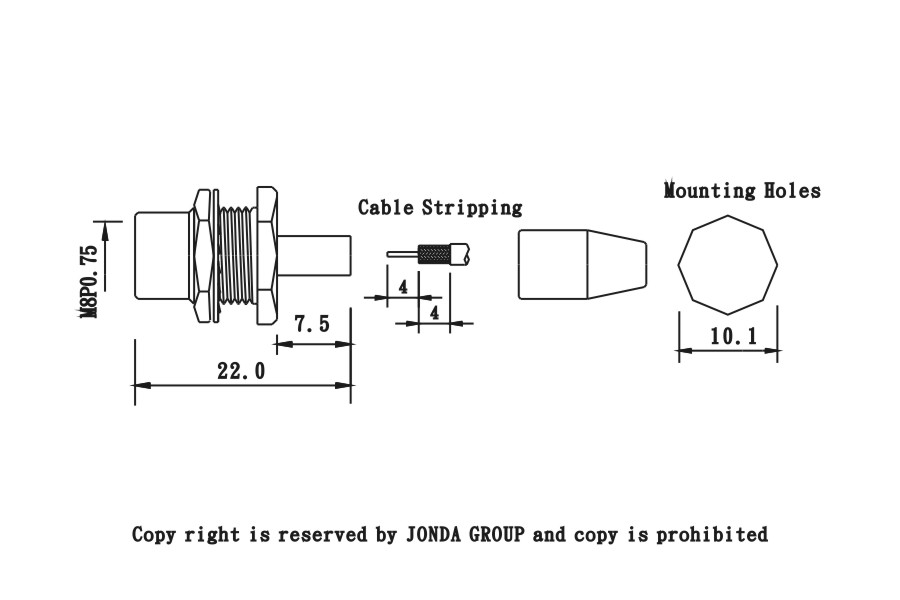 Mounting Holes
Cable Stripping
M8P0.75
4
4
7.5
10.1
22.0
Copy right is reserved by JONDA GROUP and copy is prohibited